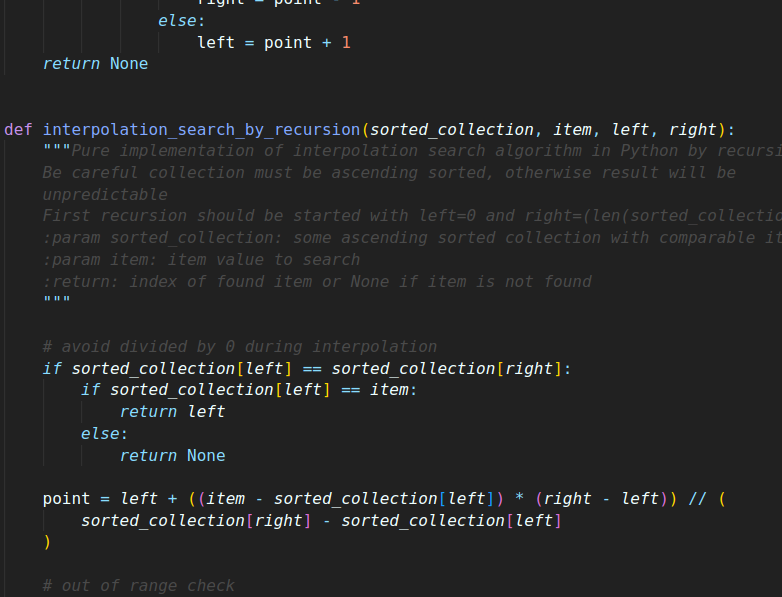 right = point - 1
else:
left = point + 1
return None
def interpolation_search_by_recursion(sorted_collection, item, left, right):
"""Pure implementation of interpolation search algorithm in Python by recursi
Be careful collection must be ascending sorted, otherwise result will be
unpredictable
First recursion should be started with left=0 and right=(len(sorted_collectio
:param sorted_collection: some ascending sorted collection with comparable it
:param item: item value to search
:return: index of found item or None if item is not found
"""
# avoid divided by 0 during interpolation
if sorted_collection[left] == sorted_collection[right]:
if sorted_collection[left] == item:
return left
else:
return None
point = left + ((item - sorted_collection[left]) * (right - left)) // (
sorted_collection[right] - sorted_collection[left]
)
# out of range check